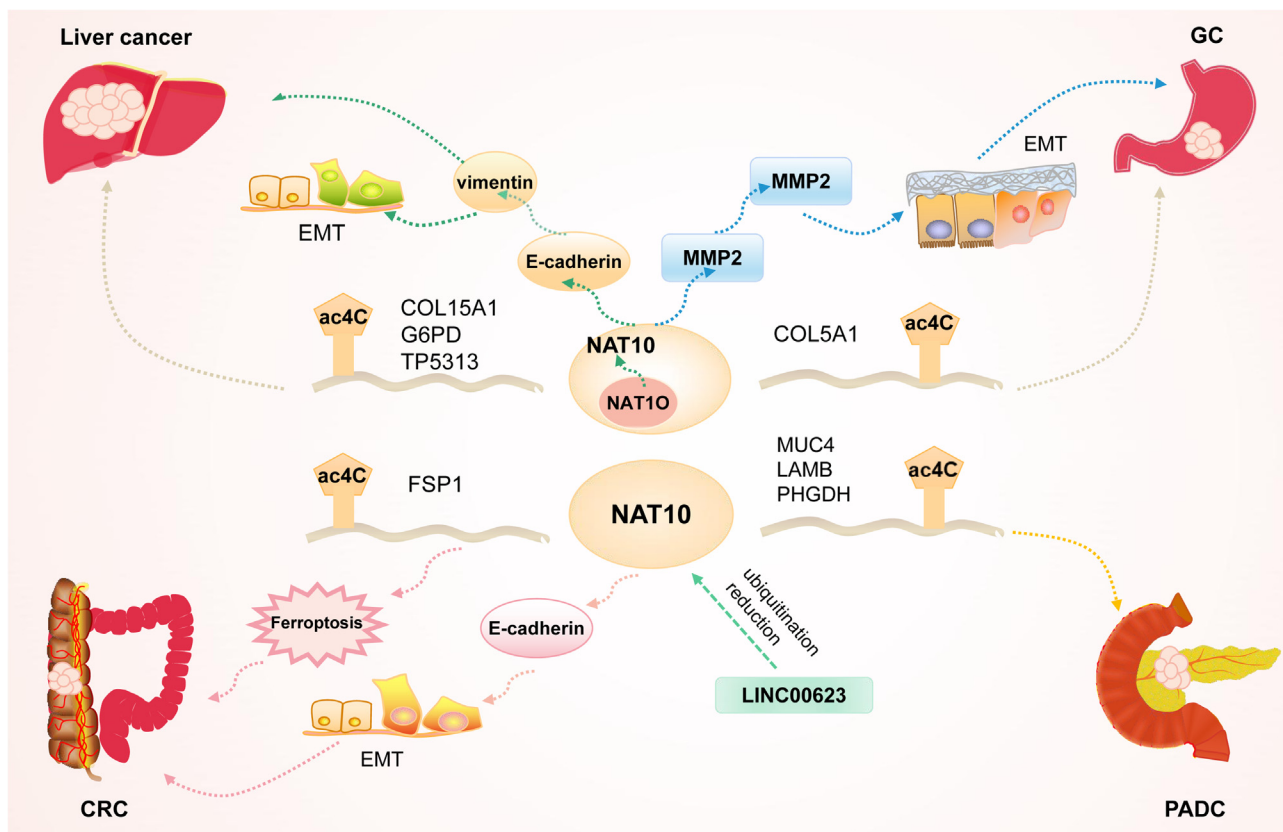 Liver cancer
GC
EMT
vimentin
MMP2
EMT
E-cadherin
MMP2
ac4C
COL15A1
G6PD
TP5313
NAT10
NAT1O
COL5A1
ac4C
ac4C
FSP1
NAT10
MUC4
LAMB
PHGDH
ac4C
ubiquitination
reduction
Ferroptosis
E-cadherin
LINC00623
EMT
CRC
PADC